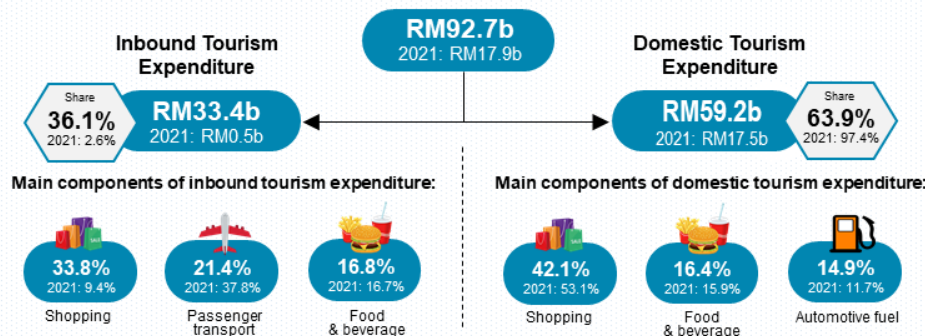 RM92.7b
2021: RM17.9b
Inbound Tourism
Expenditure
Share
36.1%
2021: 2.6%
RM33.4b
2021: RM0.5b
Domestic Tourism
Expenditure
RM59.2b
2021: RM17.5b
Share
63.9%
2021: 97.4%
Main components of inbound tourism expenditure:
SALE
33.8%
2021: 9.4%
Shopping
21.4%
2021: 37.8%
Passenger
transport
16.8%
2021: 16.7%
Food
& beverage
Main components of domestic tourism expenditure:
SALE
42.1%
2021: 53.1%
Shopping
16.4%
2021: 15.9%
Food
& beverage
14.9%
2021: 11.7%
Automotive fuel